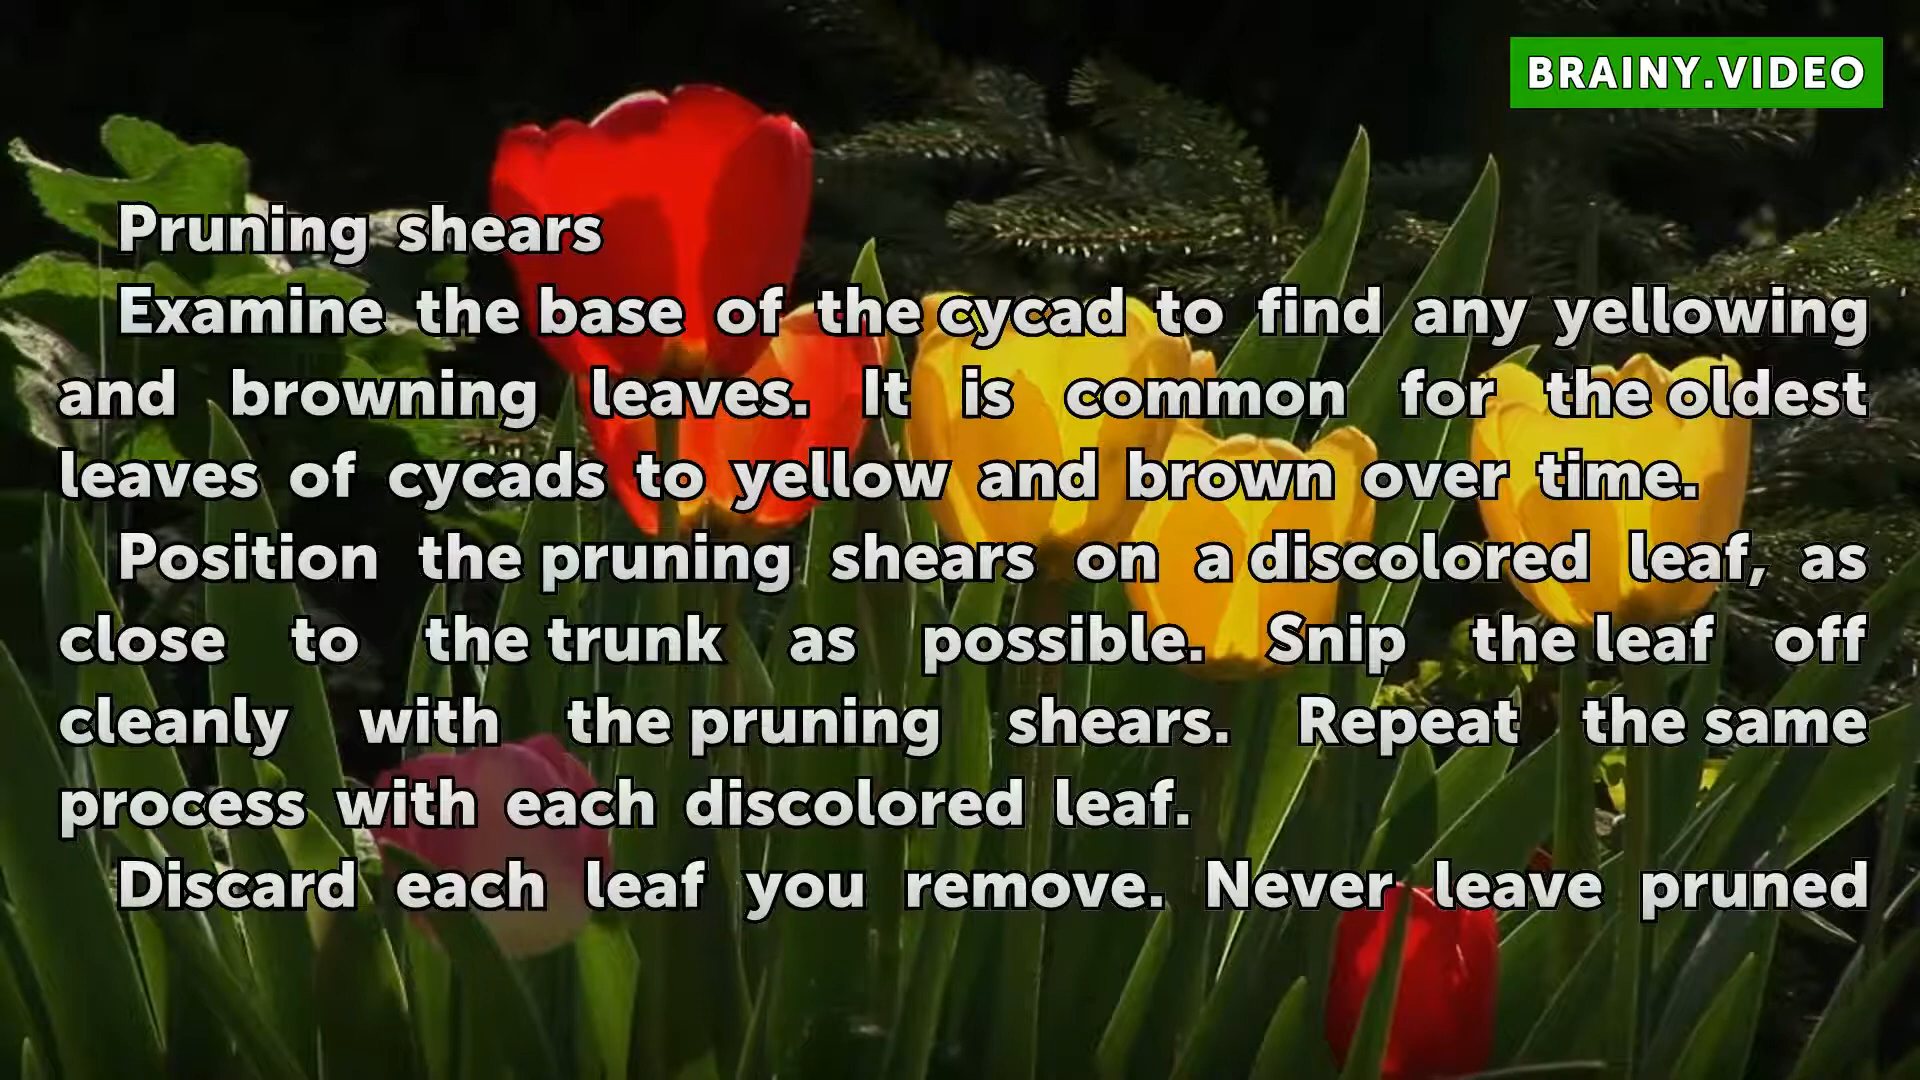 BRAINY.VIDEO
Pruning shears
Examine the base of the cycad to find any yellowing
and browning leaves. It is common for the oldest
leaves of cycads to yellow and brown over time.
Position the pruning shears on a discolored leaf, as
close to the trunk as possible. Snip the leaf off
cleanly with the pruning shears. Repeat the same
process with each discolored leaf.
Discard each leaf you remove. Never leave pruned